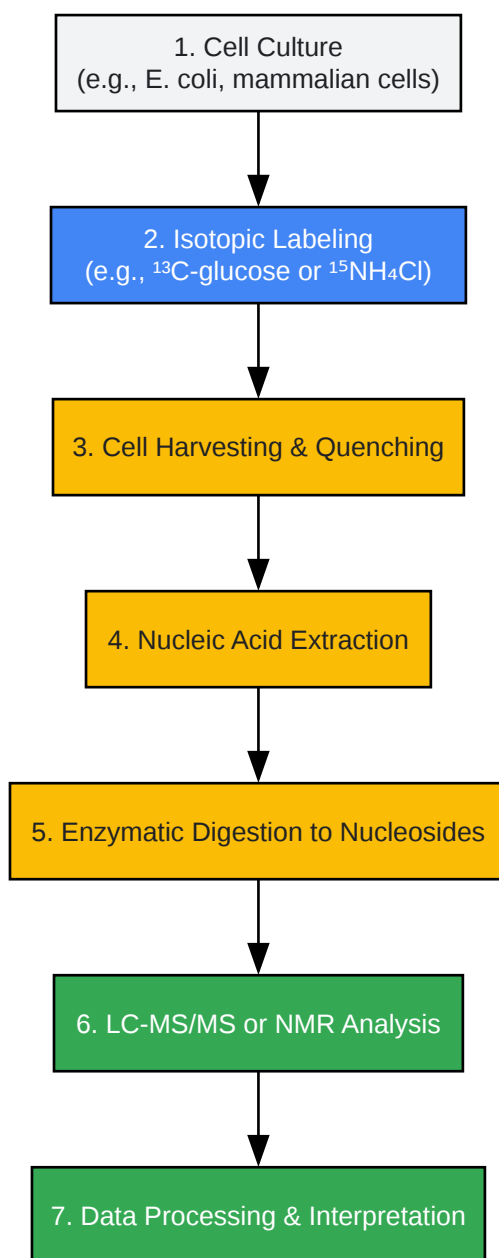 1. Cell Culture
(e.g., E. coli, mammalian cells)
2. Isotopic Labeling
(e.g., ¹³C-glucose or ¹⁵NH₄Cl)
3. Cell Harvesting & Quenching
4. Nucleic Acid Extraction
5. Enzymatic Digestion to Nucleosides
6. LC-MS/MS or NMR Analysis
7. Data Processing & Interpretation